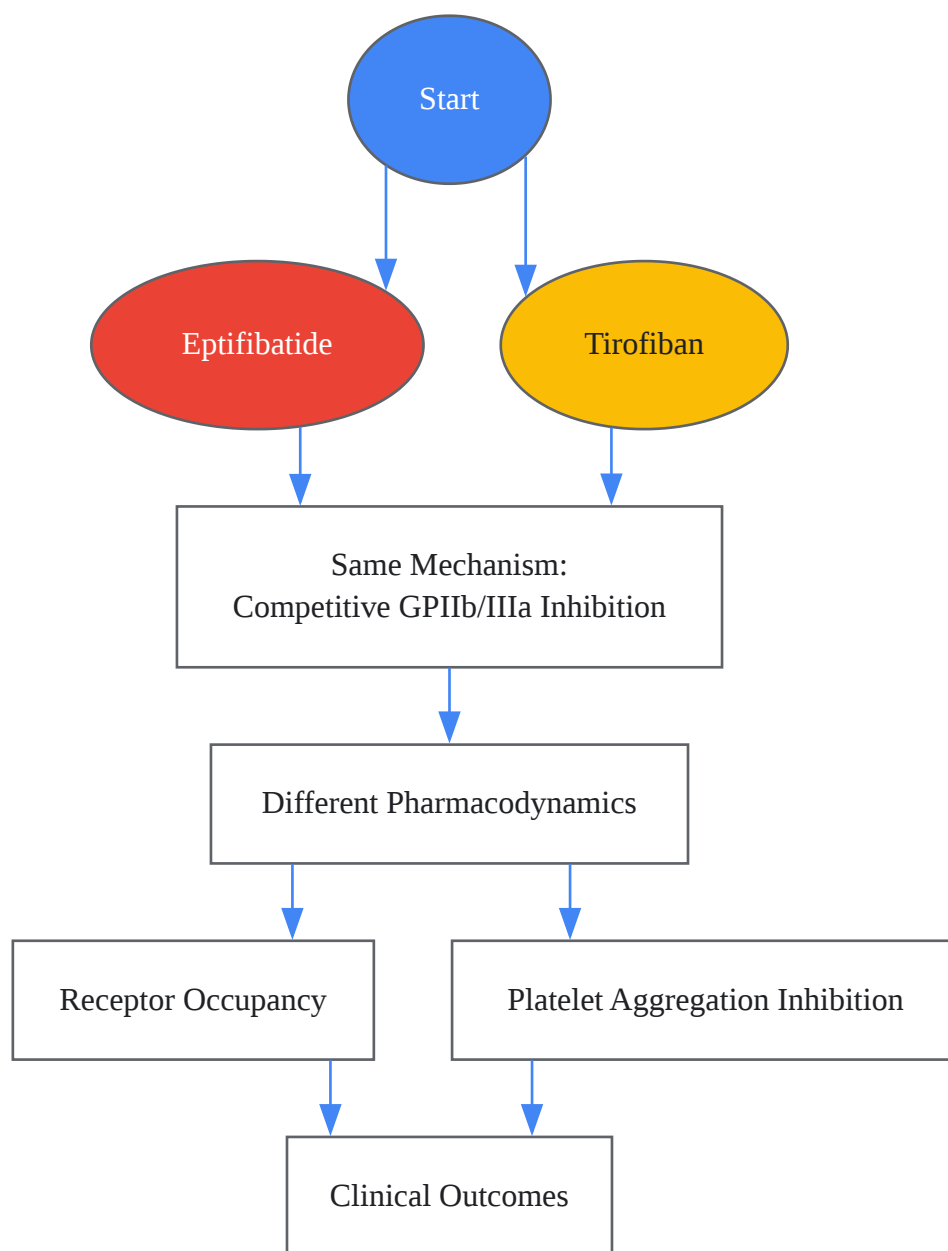 Start
Eptifibatide
Tirofiban
Same Mechanism:
Competitive GPIIb/IIIa Inhibition
Different Pharmacodynamics
Receptor Occupancy
Platelet Aggregation Inhibition
Clinical Outcomes